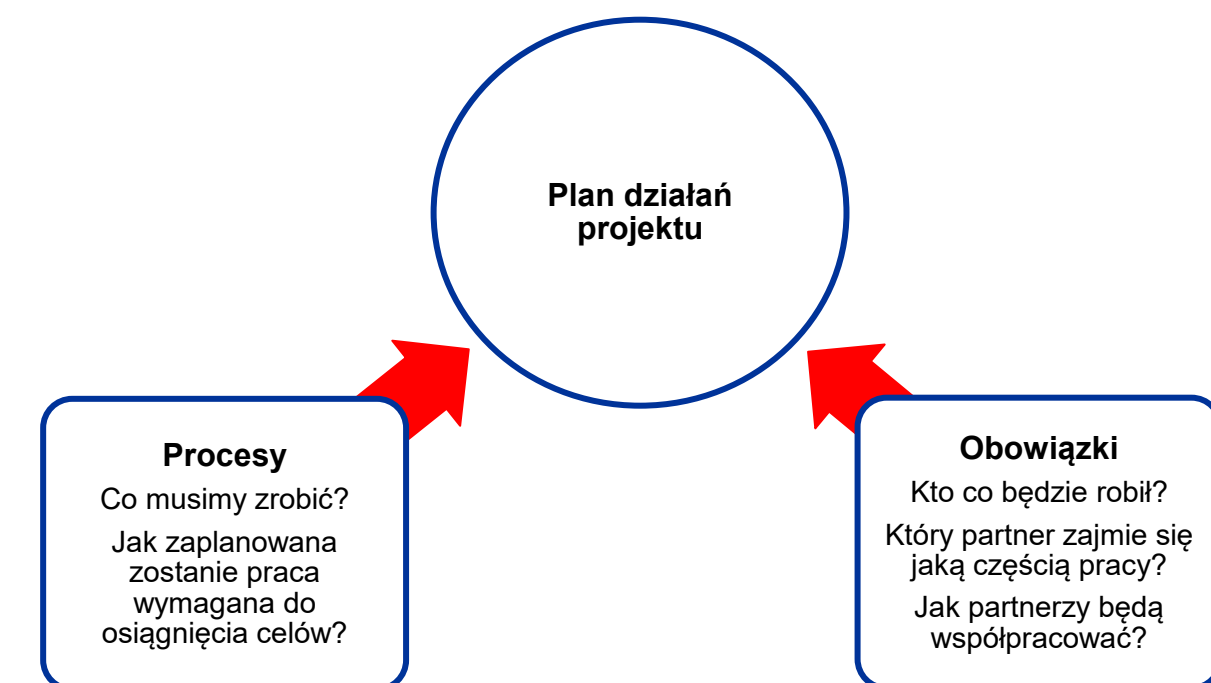 Plan działań
projektu
Procesy
Co musimy zrobić?
Jak zaplanowana
zostanie praca
wymagana do
osiągnięcia celów?
Obowiązki
Kto co będzie robił?
Który partner zajmie się
jaką częścią pracy?
Jak partnerzy będą
współpracować?